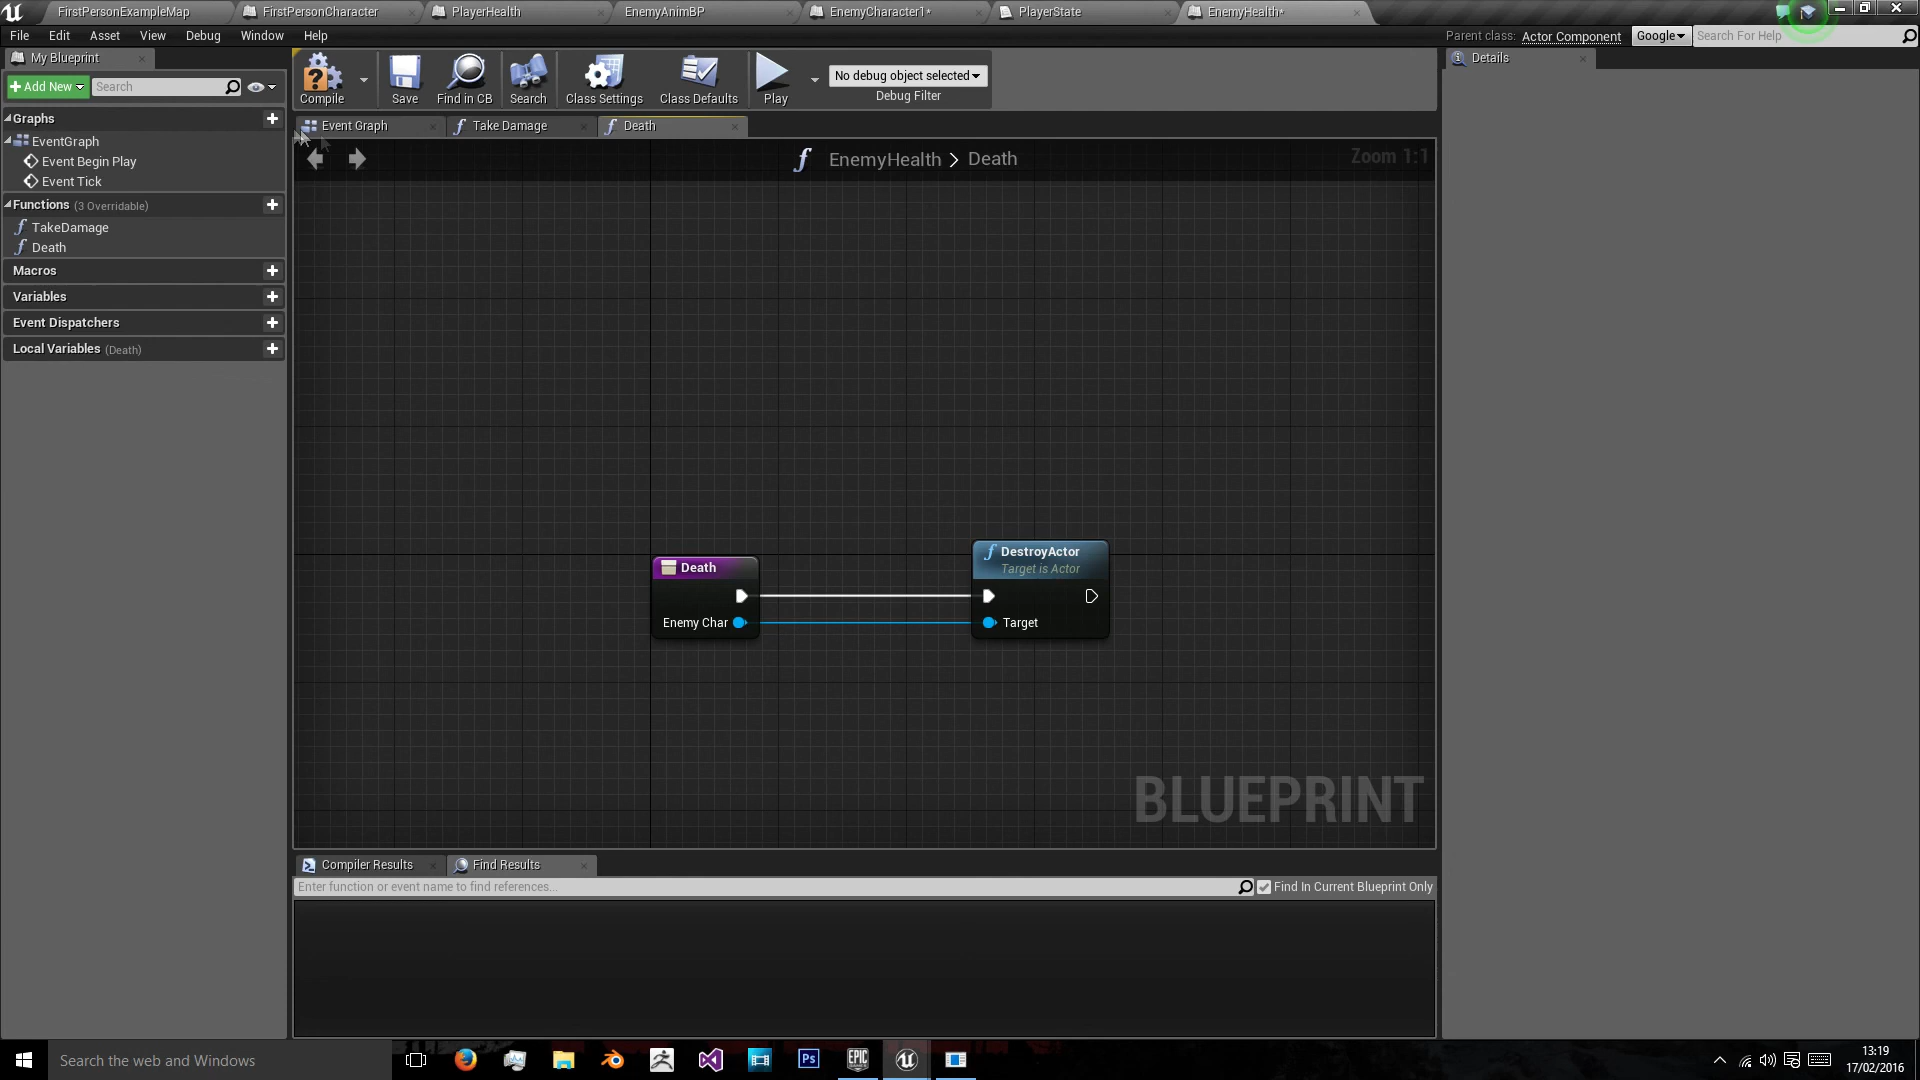 FirstPersonExampleMap FirstPersonCharacter PlayerHealth EnemyAnimBP EnemyCharacter1* PlayerState EnemyHealth*
File Edit Asset View Debug Window Help
Parent class: Actor Component Google Search For Help
My Blueprint
Details
+ Add New Search
Compile Save Find in CB Search Class Settings Class Defaults Play
No debug object selected
Debug Filter
Graphs
EventGraph
Event Begin Play
Event Tick
Functions (3 Overridable)
TakeDamage
Death
Macros
Variables
Event Dispatchers
Local Variables (Death)
Event Graph Take Damage Death
EnemyHealth > Death
Zoom 1:1
Death
Enemy Char
DestroyActor
Target is Actor
Target
BLUEPRINT
Compiler Results Find Results
Enter function or event name to find references...
Find In Current Blueprint Only
Search the web and Windows
Ps
EPIC
13:19
17/02/2016